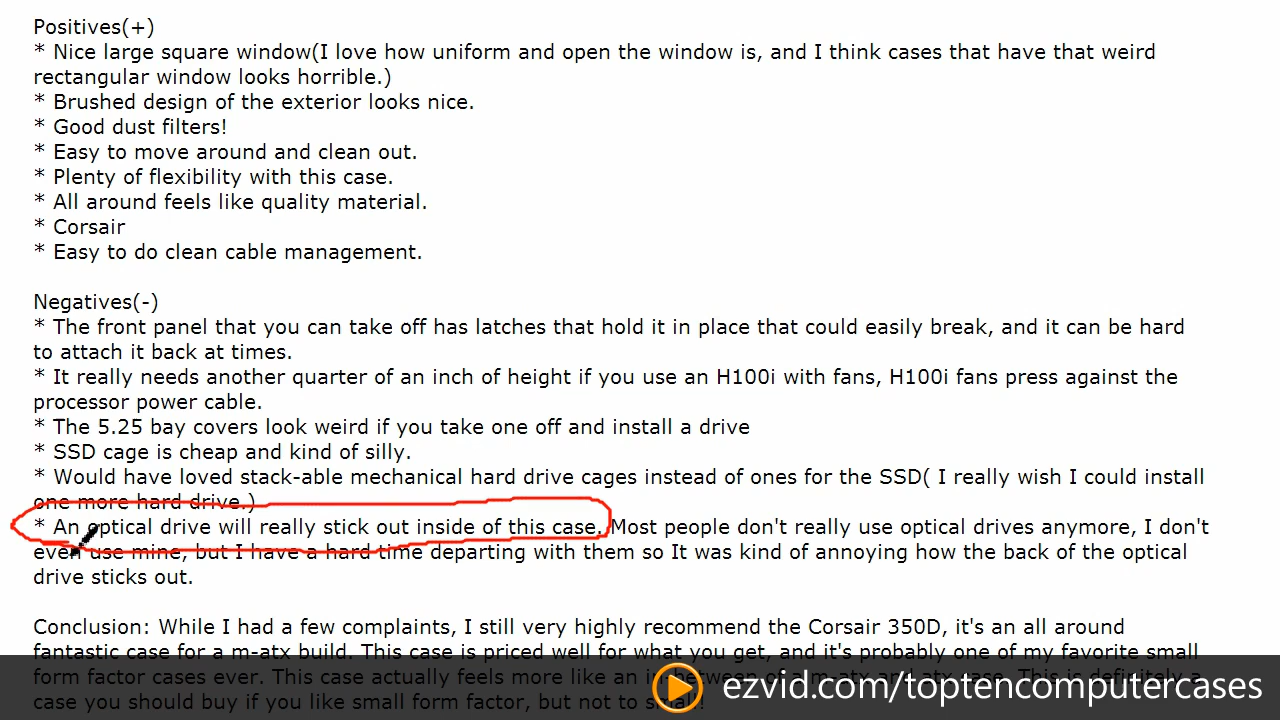 Positives(+)
* Nice large square window(I love how uniform and open the window is, and I think cases that have that weird
rectangular window looks horrible.)
* Brushed design of the exterior looks nice.
* Good dust filters!
* Easy to move around and clean out.
* Plenty of flexibility with this case.
* All around feels like quality material.
* Corsair
* Easy to do clean cable management.
Negatives(-)
* The front panel that you can take off has latches that hold it in place that could easily break, and it can be hard
to attach it back at times.
* It really needs another quarter of an inch of height if you use an H100i with fans, H100i fans press against the
processor power cable.
* The 5.25 bay covers look weird if you take one off and install a drive
* SSD cage is cheap and kind of silly.
* Would have loved stack-able mechanical hard drive cages instead of ones for the SSD( I really wish I could install
one more hard drive.)
* An optical drive will really stick out inside of this case. Most people don't really use optical drives anymore, I don't
even use mine, but I have a hard time departing with them so It was kind of annoying how the back of the optical
drive sticks out.
Conclusion: While I had a few complaints, I still very highly recommend the Corsair 350D, it's an all around
fantastic case for a m-atx build. This case is priced well for what you get, and it's probably one of my favorite small
form factor cases ever. This case actually feels more like an in-between of a m-atx and atx case. This is definitely a
case you should buy if you like small form factor, but not to small!
ezvid.com/toptencomputercases